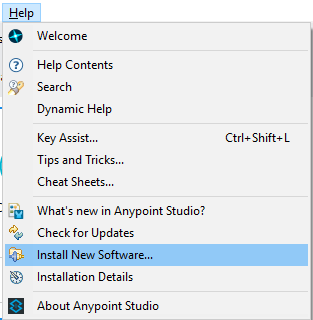 Help
Welcome
Help Contents
Search
Dynamic Help
Key Assist... Ctrl+Shift+L
Tips and Tricks...
Cheat Sheets...
What's new in Anypoint Studio?
Check for Updates
Install New Software...
Installation Details
About Anypoint Studio